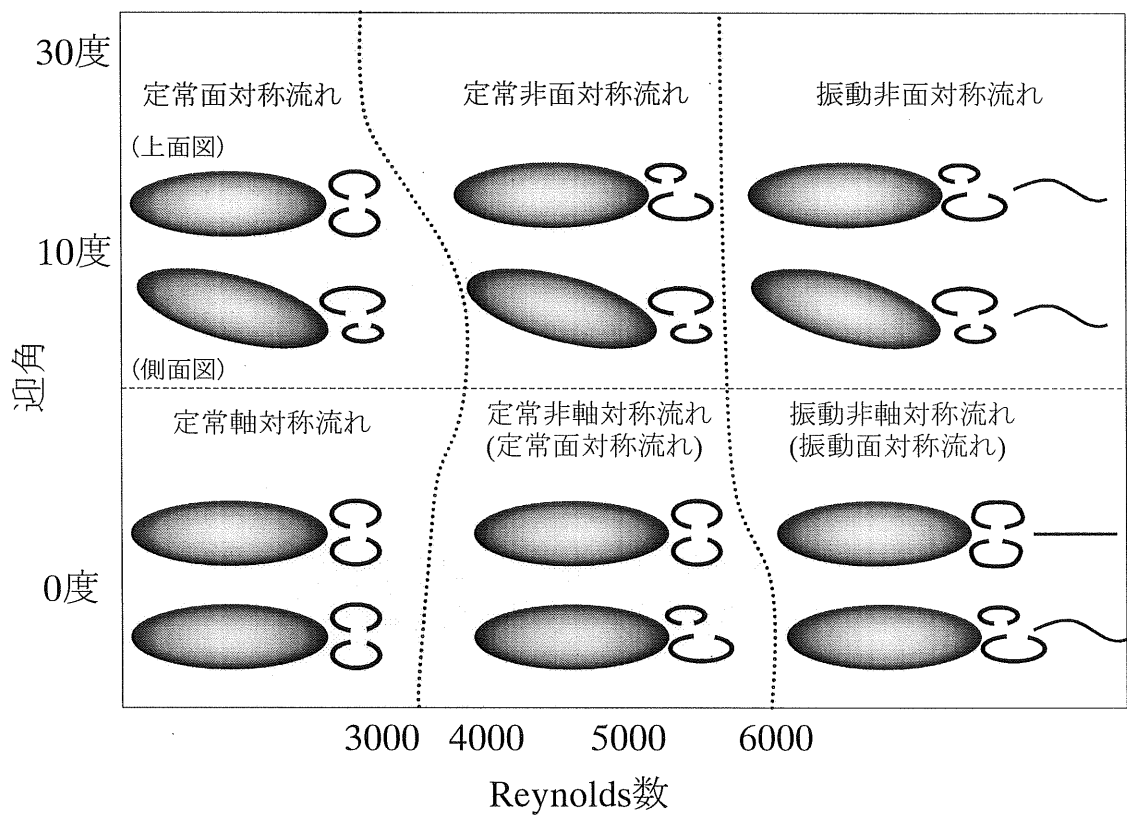 30度
定常面対称流れ
定常非面対称流れ
振動非面対称流れ
(上面図)
10度
(側面図)
迎角
定常軸対称流れ
定常非軸対称流れ
(定常面対称流れ)
振動非軸対称流れ
(振動面対称流れ)
0度
3000 4000 5000 6000
Reynolds数